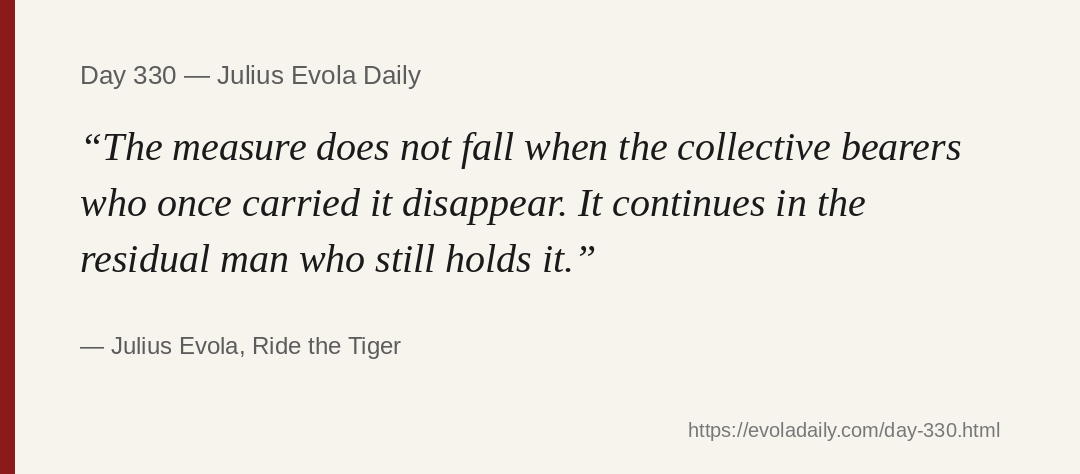 Day 330 — Julius Evola Daily
“The measure does not fall when the collective bearers
who once carried it disappear. It continues in the
residual man who still holds it.”
— Julius Evola, Ride the Tiger
https://evoladaily.com/day-330.html